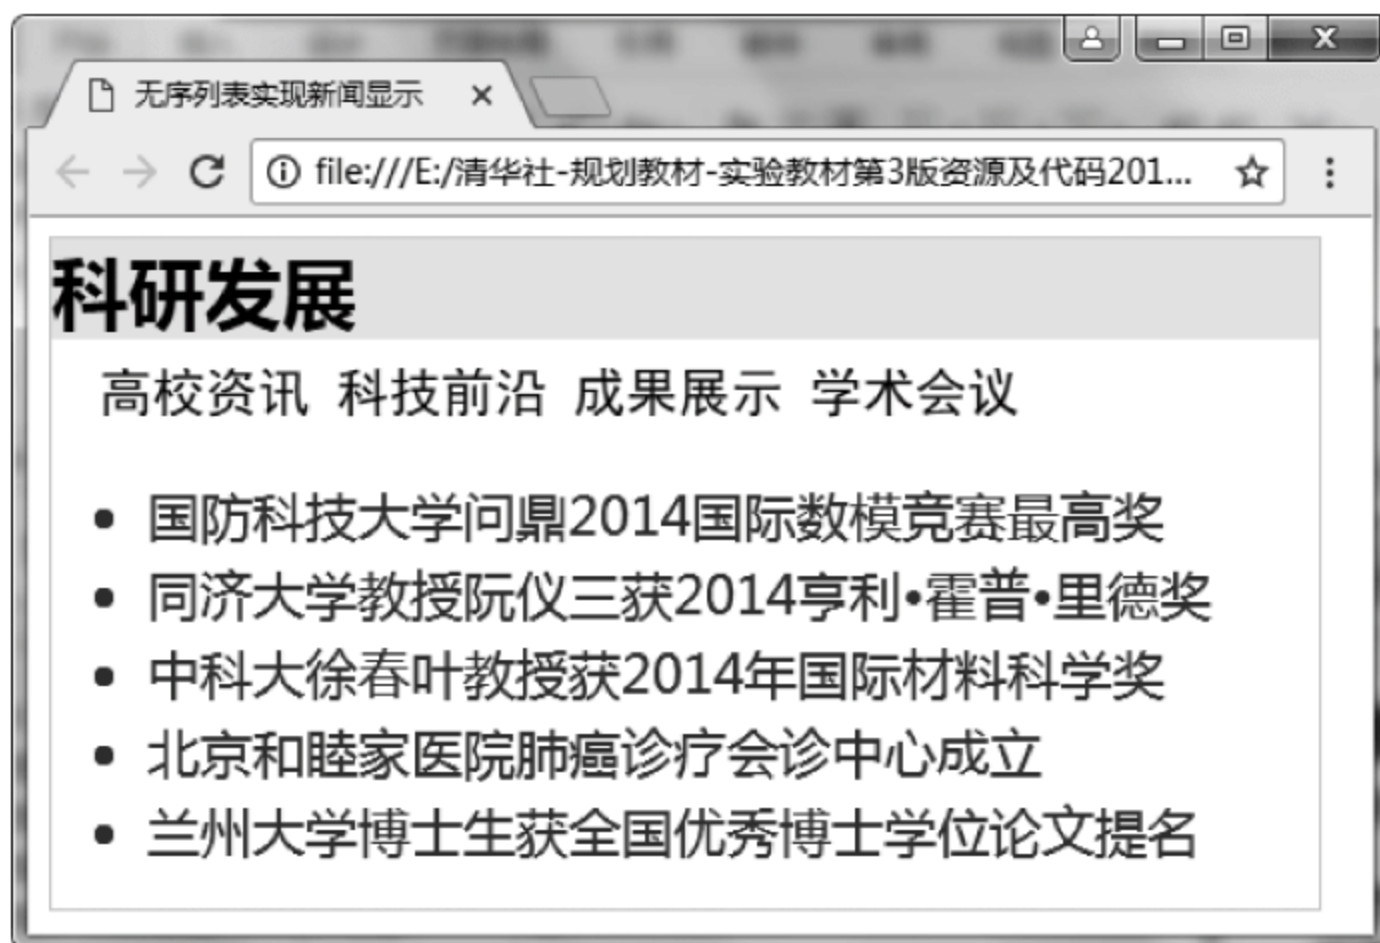 无序列表实现新闻显示
file:///E:/清华社-规划教材-实验教材第3版资源及代码201...
科研发展
高校资讯 科技前沿 成果展示 学术会议
• 国防科技大学问鼎2014国际数模竞赛最高奖
• 同济大学教授阮仪三获2014亨利•霍普•里德奖
• 中科大徐春叶教授获2014年国际材料科学奖
• 北京和睦家医院肺癌诊疗会诊中心成立
• 兰州大学博士生获全国优秀博士学位论文提名